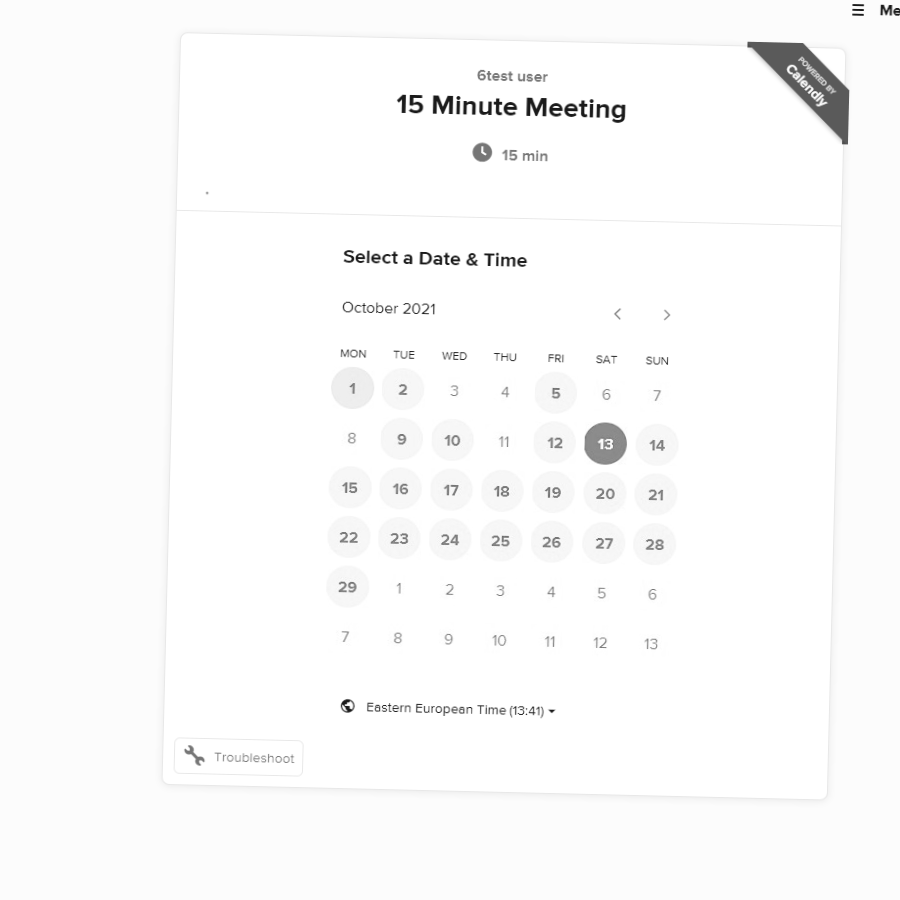 ☰ Me
POWERED BY
Calendly
6test user
15 Minute Meeting
15 min
.
Select a Date & Time
October 2021
MON TUE WED THU FRI SAT SUN
1 2 3 4 5 6 7
8 9 10 11 12 13 14
15 16 17 18 19 20 21
22 23 24 25 26 27 28
29 1 2 3 4 5 6
7 8 9 10 11 12 13
Eastern European Time (13:41)
Troubleshoot